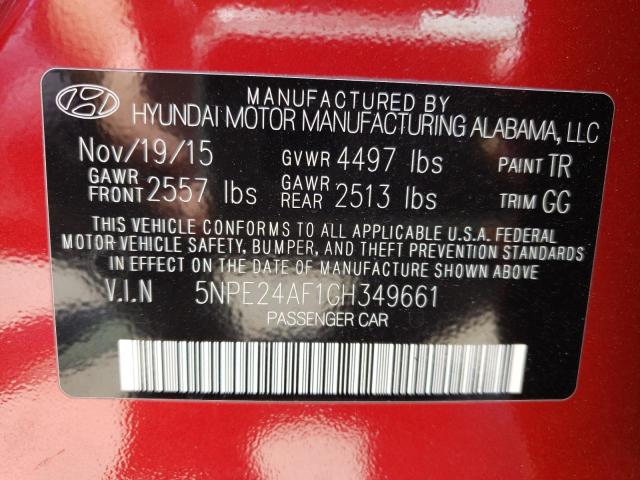 MANUFACTURED BY
HYUNDAI MOTOR MANUFACTURING ALABAMA, LLC
Nov/19/15 GVWR 4497 lbs PAINT TR
GAWR FRONT 2557 lbs GAWR REAR 2513 lbs TRIM GG
THIS VEHICLE CONFORMS TO ALL APPLICABLE U.S.A. FEDERAL
MOTOR VEHICLE SAFETY, BUMPER, AND THEFT PREVENTION STANDARDS
IN EFFECT ON THE DATE OF MANUFACTURE SHOWN ABOVE
V.I.N 5NPE24AF1GH349661
PASSENGER CAR